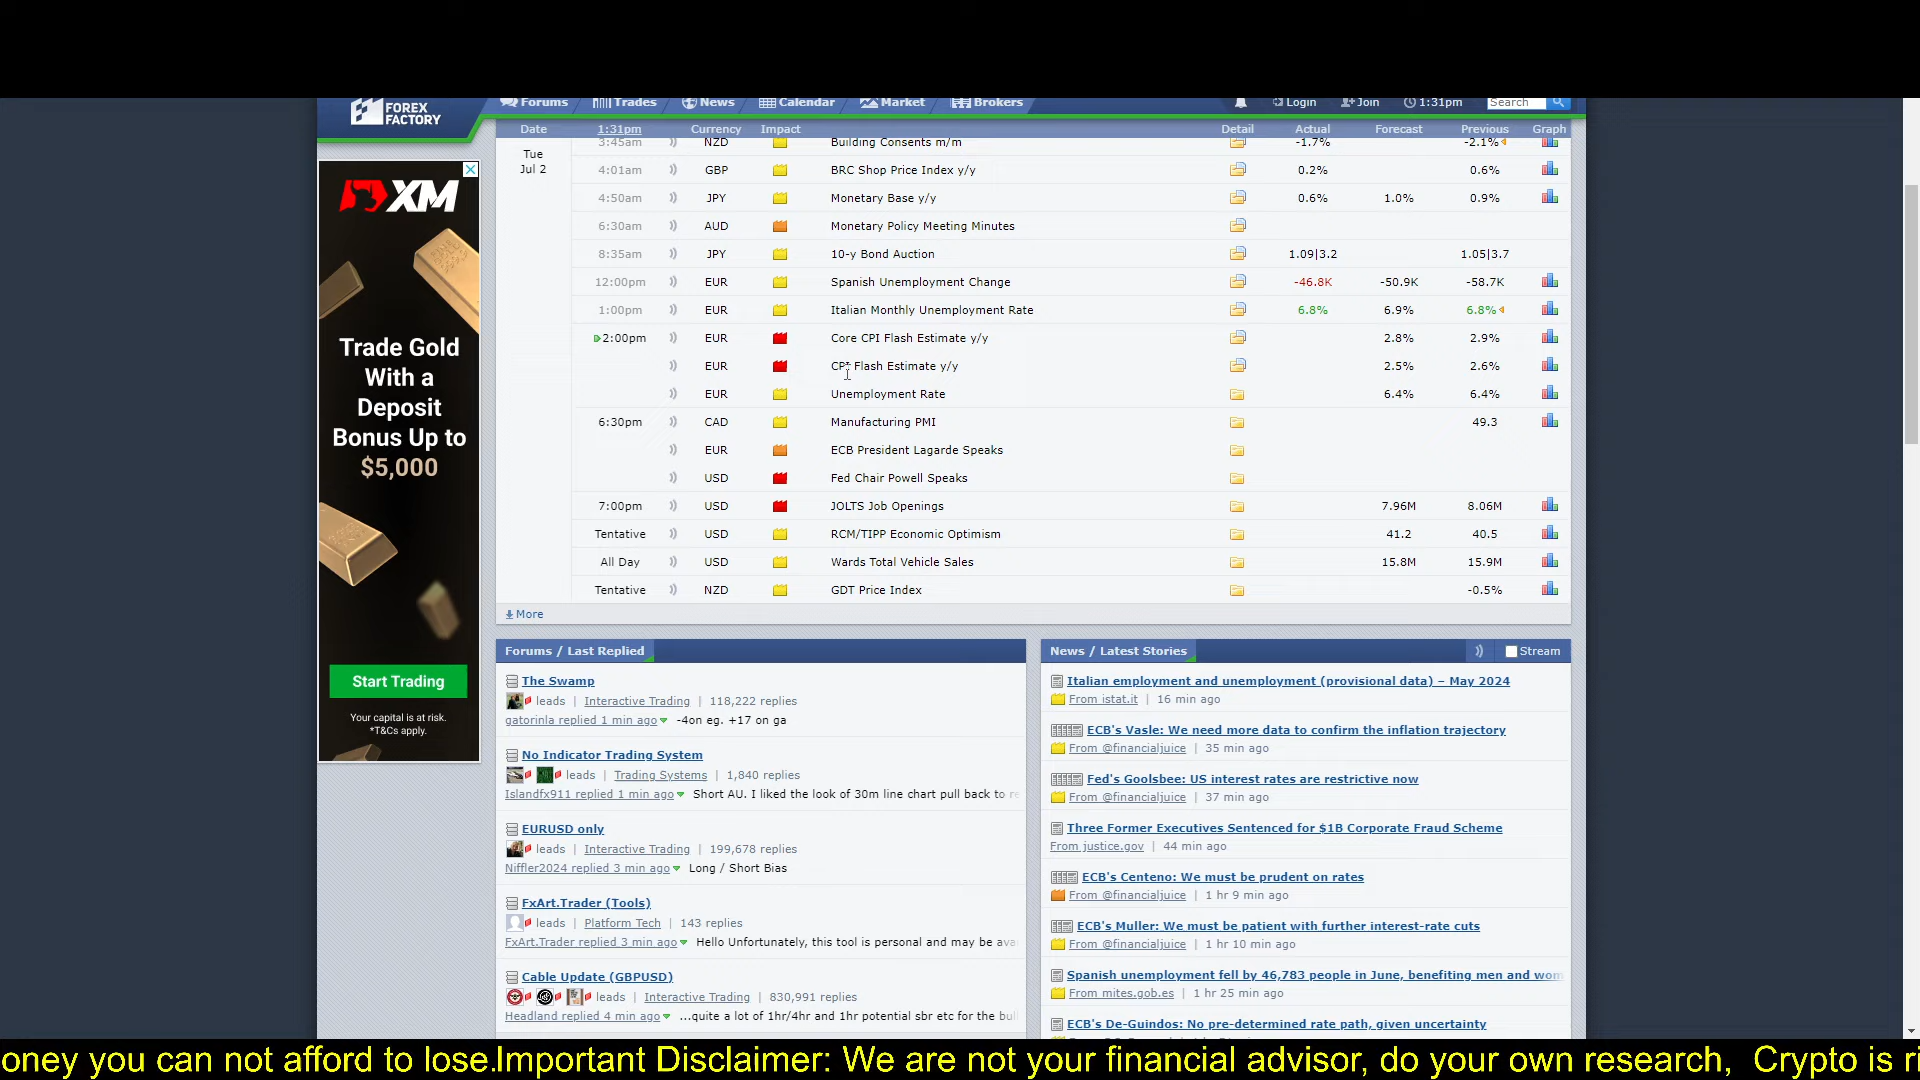 FOREX FACTORY
Forums Trades News Calendar Market Brokers Login Join 1:31pm Search
Date 1:31pm Currency Impact Detail Actual Forecast Previous Graph
Tue Jul 2
3:45am NZD Building Consents m/m -1.7% -2.1%
4:01am GBP BRC Shop Price Index y/y 0.2% 0.6%
4:50am JPY Monetary Base y/y 0.6% 1.0% 0.9%
6:30am AUD Monetary Policy Meeting Minutes
8:35am JPY 10-y Bond Auction 1.09|3.2 1.05|3.7
12:00pm EUR Spanish Unemployment Change -46.8K -50.9K -58.7K
1:00pm EUR Italian Monthly Unemployment Rate 6.8% 6.9% 6.8%
2:00pm EUR Core CPI Flash Estimate y/y 2.8% 2.9%
EUR CPI Flash Estimate y/y 2.5% 2.6%
EUR Unemployment Rate 6.4% 6.4%
6:30pm CAD Manufacturing PMI 49.3
EUR ECB President Lagarde Speaks
USD Fed Chair Powell Speaks
7:00pm USD JOLTS Job Openings 7.96M 8.06M
Tentative USD RCM/TIPP Economic Optimism 41.2 40.5
All Day USD Wards Total Vehicle Sales 15.8M 15.9M
Tentative NZD GDT Price Index -0.5%
More
XM
Trade Gold
With a
Deposit
Bonus Up to
$5,000
Start Trading
Your capital is at risk.
*T&Cs apply.
Forums / Last Replied
The Swamp
leads | Interactive Trading | 118,222 replies
gatorinla replied 1 min ago -4on eg. +17 on ga
No Indicator Trading System
leads | Trading Systems | 1,840 replies
Islandfx911 replied 1 min ago Short AU. I liked the look of 30m line chart pull back to re
EURUSD only
leads | Interactive Trading | 199,678 replies
Niffler2024 replied 3 min ago Long / Short Bias
FxArt.Trader (Tools)
leads | Platform Tech | 143 replies
FxArt.Trader replied 3 min ago Hello Unfortunately, this tool is personal and may be ava
Cable Update (GBPUSD)
leads | Interactive Trading | 830,991 replies
Headland replied 4 min ago ...quite a lot of 1hr/4hr and 1hr potential sbr etc for the bul
News / Latest Stories Stream
Italian employment and unemployment (provisional data) – May 2024
From istat.it | 16 min ago
ECB's Vasle: We need more data to confirm the inflation trajectory
From @financialjuice | 35 min ago
Fed's Goolsbee: US interest rates are restrictive now
From @financialjuice | 37 min ago
Three Former Executives Sentenced for $1B Corporate Fraud Scheme
From justice.gov | 44 min ago
ECB's Centeno: We must be prudent on rates
From @financialjuice | 1 hr 9 min ago
ECB's Muller: We must be patient with further interest-rate cuts
From @financialjuice | 1 hr 10 min ago
Spanish unemployment fell by 46,783 people in June, benefiting men and wom
From mites.gob.es | 1 hr 25 min ago
ECB's De-Guindos: No pre-determined rate path, given uncertainty
oney you can not afford to lose.Important Disclaimer: We are not your financial advisor, do your own research, Crypto is ri